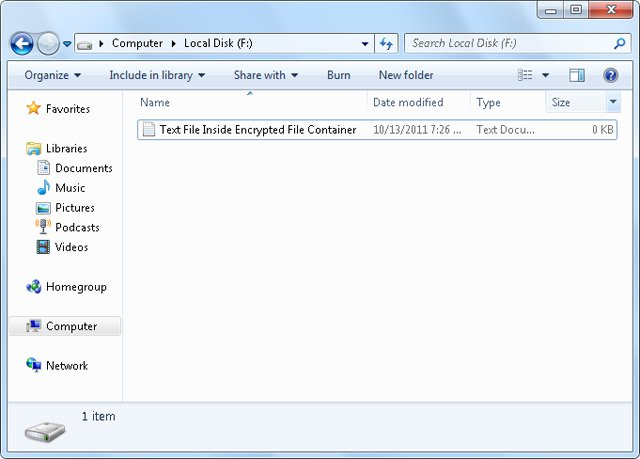 Computer Local Disk (F:) Search Local Disk (F:)
Organize Include in library Share with Burn New folder
Favorites
Libraries
Documents
Music
Pictures
Podcasts
Videos
Homegroup
Computer
Network
Name Date modified Type Size
Text File Inside Encrypted File Container 10/13/2011 7:26 ... Text Docu... 0 KB
1 item